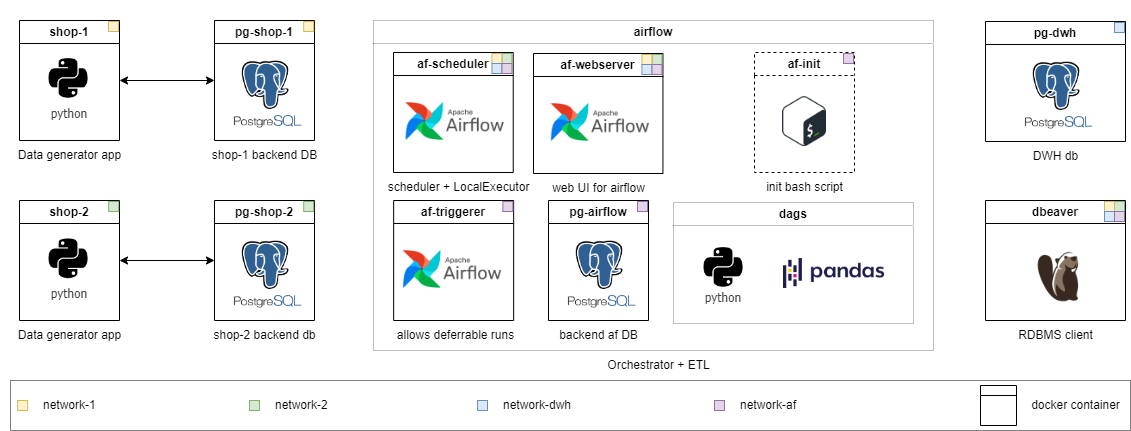 shop-1
python
Data generator app
pg-shop-1
PostgreSQL
shop-1 backend DB
shop-2
python
Data generator app
pg-shop-2
PostgreSQL
shop-2 backend db
airflow
af-scheduler
Apache
Airflow
scheduler + LocalExecutor
af-webserver
Apache
Airflow
web UI for airflow
af-init
$_
init bash script
af-triggerer
Apache
Airflow
allows deferrable runs
pg-airflow
PostgreSQL
backend af DB
dags
python
pandas
Orchestrator + ETL
pg-dwh
PostgreSQL
DWH db
dbeaver
RDBMS client
network-1
network-2
network-dwh
network-af
docker container